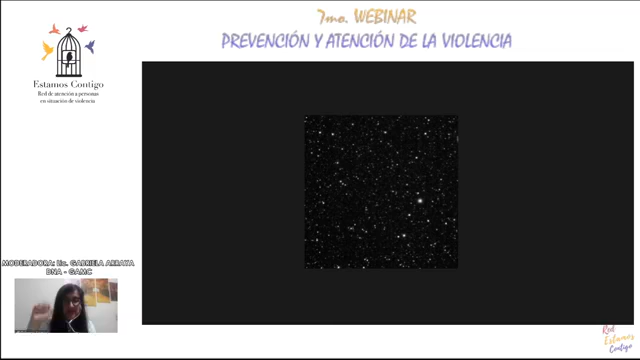 7mo. WEBINAR
PREVENCIÓN Y ATENCIÓN DE LA VIOLENCIA
Estamos Contigo
Red de atención a personas
en situación de violencia
MODERADORA: Lic. GABRIELA ARRAYA
DNA - GAMC
Red
Estamos
Contigo